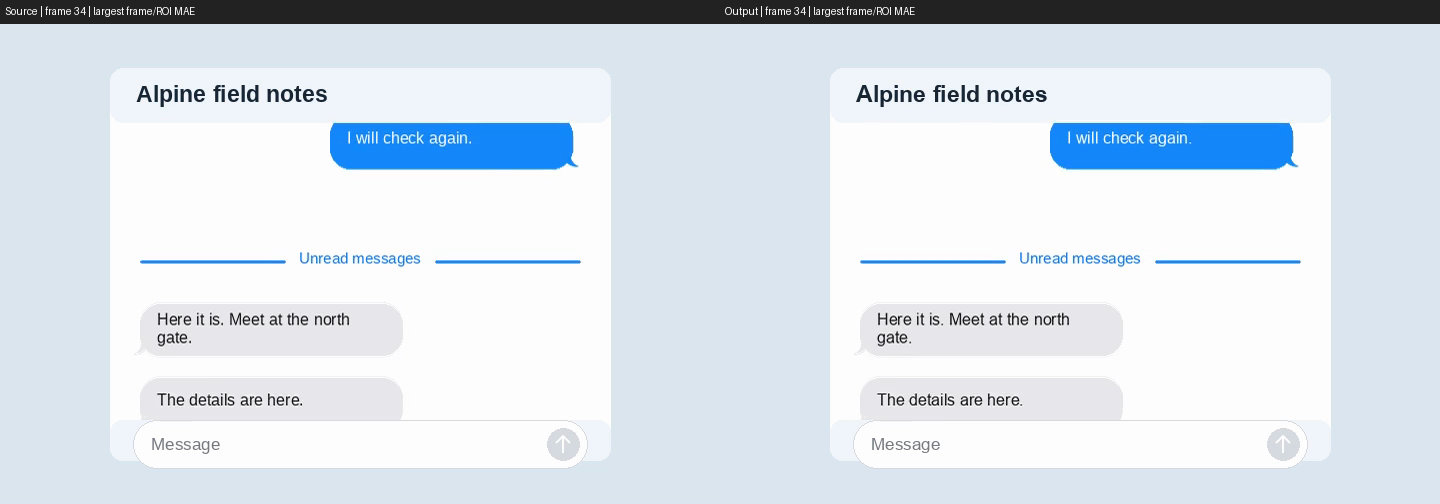 Source | frame 34 | largest frame/ROI MAE
Output | frame 34 | largest frame/ROI MAE
Alpine field notes
I will check again.
Unread messages
Here it is. Meet at the north
gate.
The details are here.
Message
Alpine field notes
I will check again.
Unread messages
Here it is. Meet at the north
gate.
The details are here.
Message